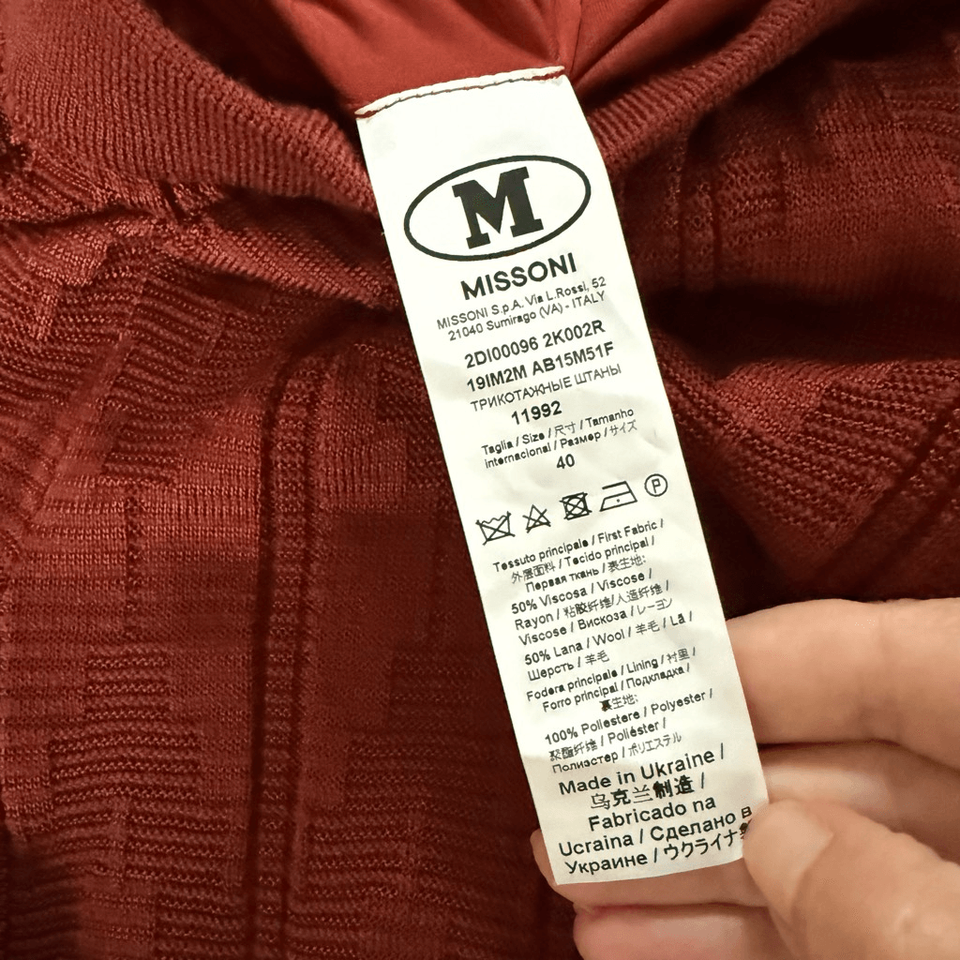 M
MISSONI
MISSONI S.p.A. Via L.Rossi, 52
21040 Sumirago (VA) - ITALY
2DI00096 2K002R
19IM2M AB15M51F
ТРИКОТАЖНЫЕ ШТАНЫ
11992
Taglia / Size / 尺寸 / Tamanho
internacional / Размер / サイズ
40
P
Tessuto principale / First Fabric /
外层面料 / Tecido principal /
Первая ткань / 表生地:
50% Viscosa / Viscose /
Rayon / 粘胶纤维/人造纤维 /
Viscose / Вискоза / レーヨン
50% Lana / Wool / 羊毛 / Lã /
Шерсть / 羊毛
Fodera principale / Lining / 衬里 /
Forro principal / Подкладка /
裏生地:
100% Poliestere / Polyester /
聚酯纤维 / Poliéster /
Полиэстер / ポリエステル
Made in Ukraine /
乌克兰制造 /
Fabricado na
Ucraina / Сделано в
Украине / ウクライナ